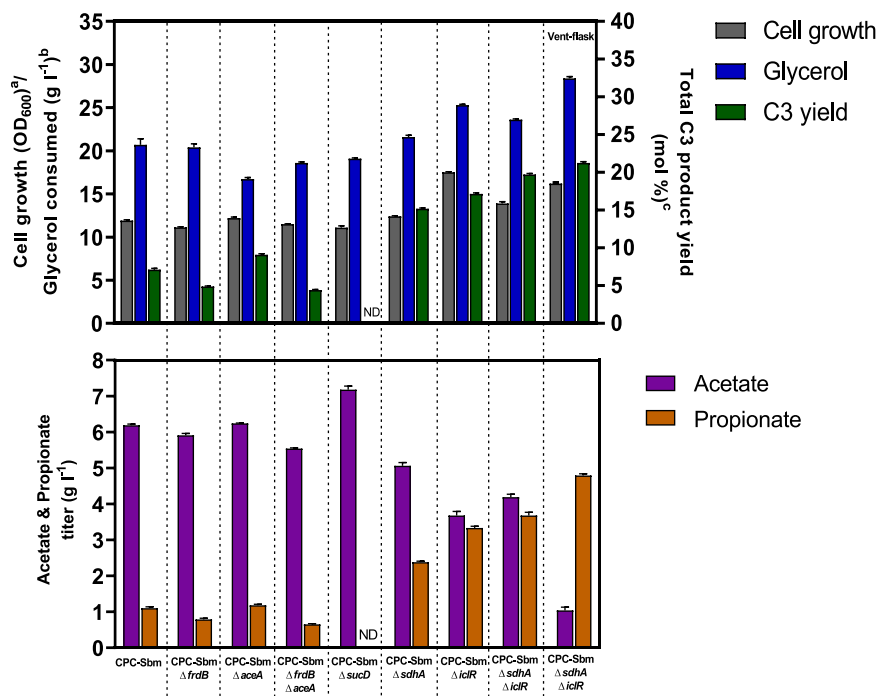 Cell growth (OD600)a/
Glycerol consumed (g l-1)b
35
30
25
20
15
10
5
0
ND
Vent-flask
40
35
30
25
20
15
10
5
0
Total C3 product yield
(mol %)c
Cell growth
Glycerol
C3 yield
Acetate & Propionate
titer (g l-1)
8
7
6
5
4
3
2
1
0
ND
Acetate
Propionate
CPC-Sbm
CPC-Sbm
ΔfrdB
CPC-Sbm
ΔaceA
CPC-Sbm
ΔfrdB
ΔaceA
CPC-Sbm
ΔsucD
CPC-Sbm
ΔsdhA
CPC-Sbm
ΔiclR
CPC-Sbm
ΔsdhA
ΔiclR
CPC-Sbm
ΔsdhA
ΔiclR